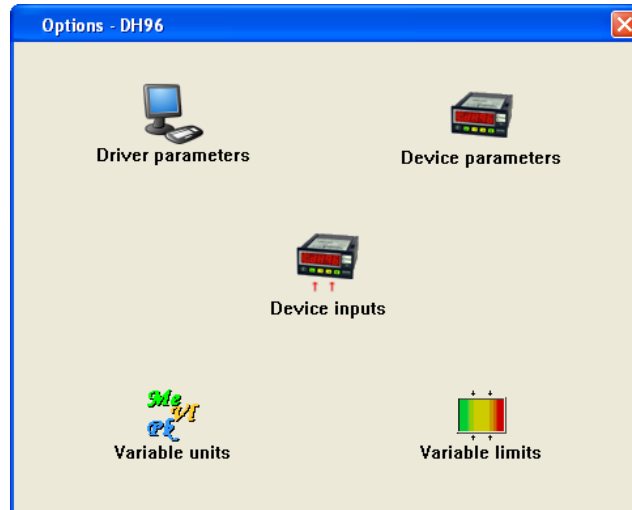 Options - DH96
Driver parameters
Device parameters
Device inputs
Variable units
Variable limits